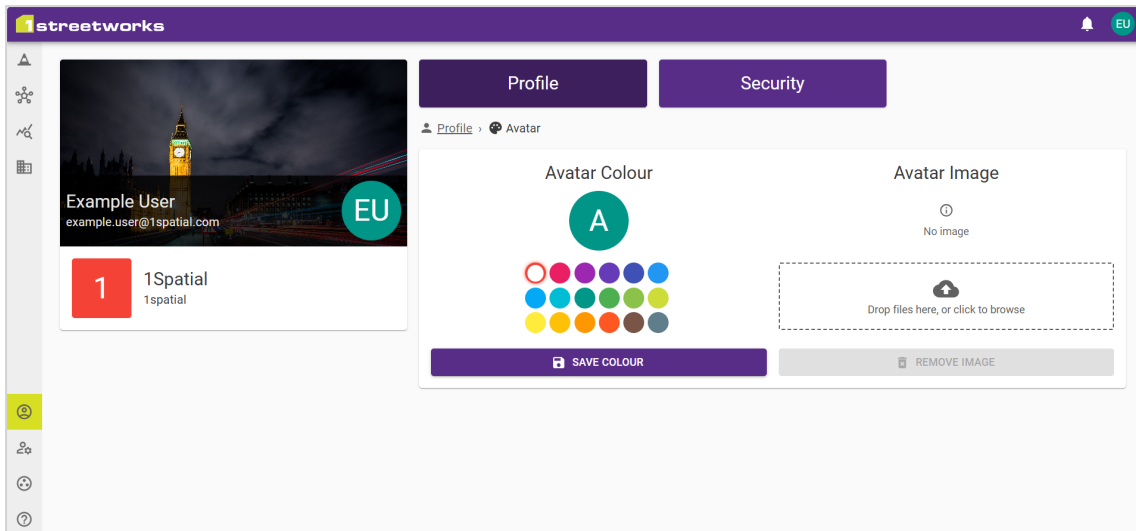 1streetworks
EU
Profile
Security
Profile › Avatar
Example User
example.user@1spatial.com
EU
1
1Spatial
1spatial
Avatar Colour
A
SAVE COLOUR
Avatar Image
No image
Drop files here, or click to browse
REMOVE IMAGE